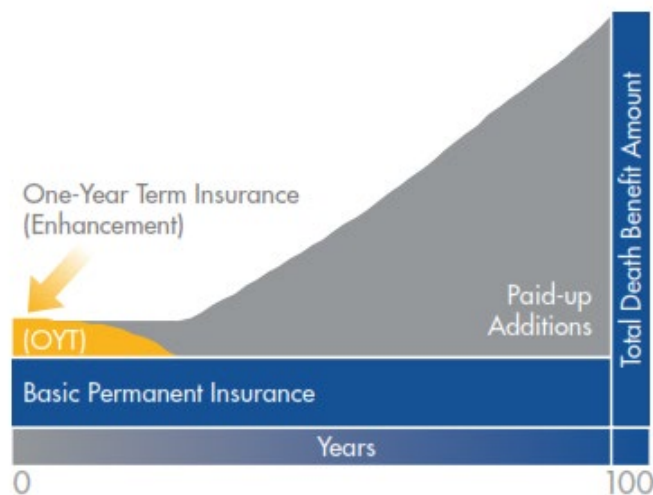 One-Year Term Insurance
(Enhancement)
(OYT)
Paid-up
Additions
Total Death Benefit Amount
Basic Permanent Insurance
Years
0
100